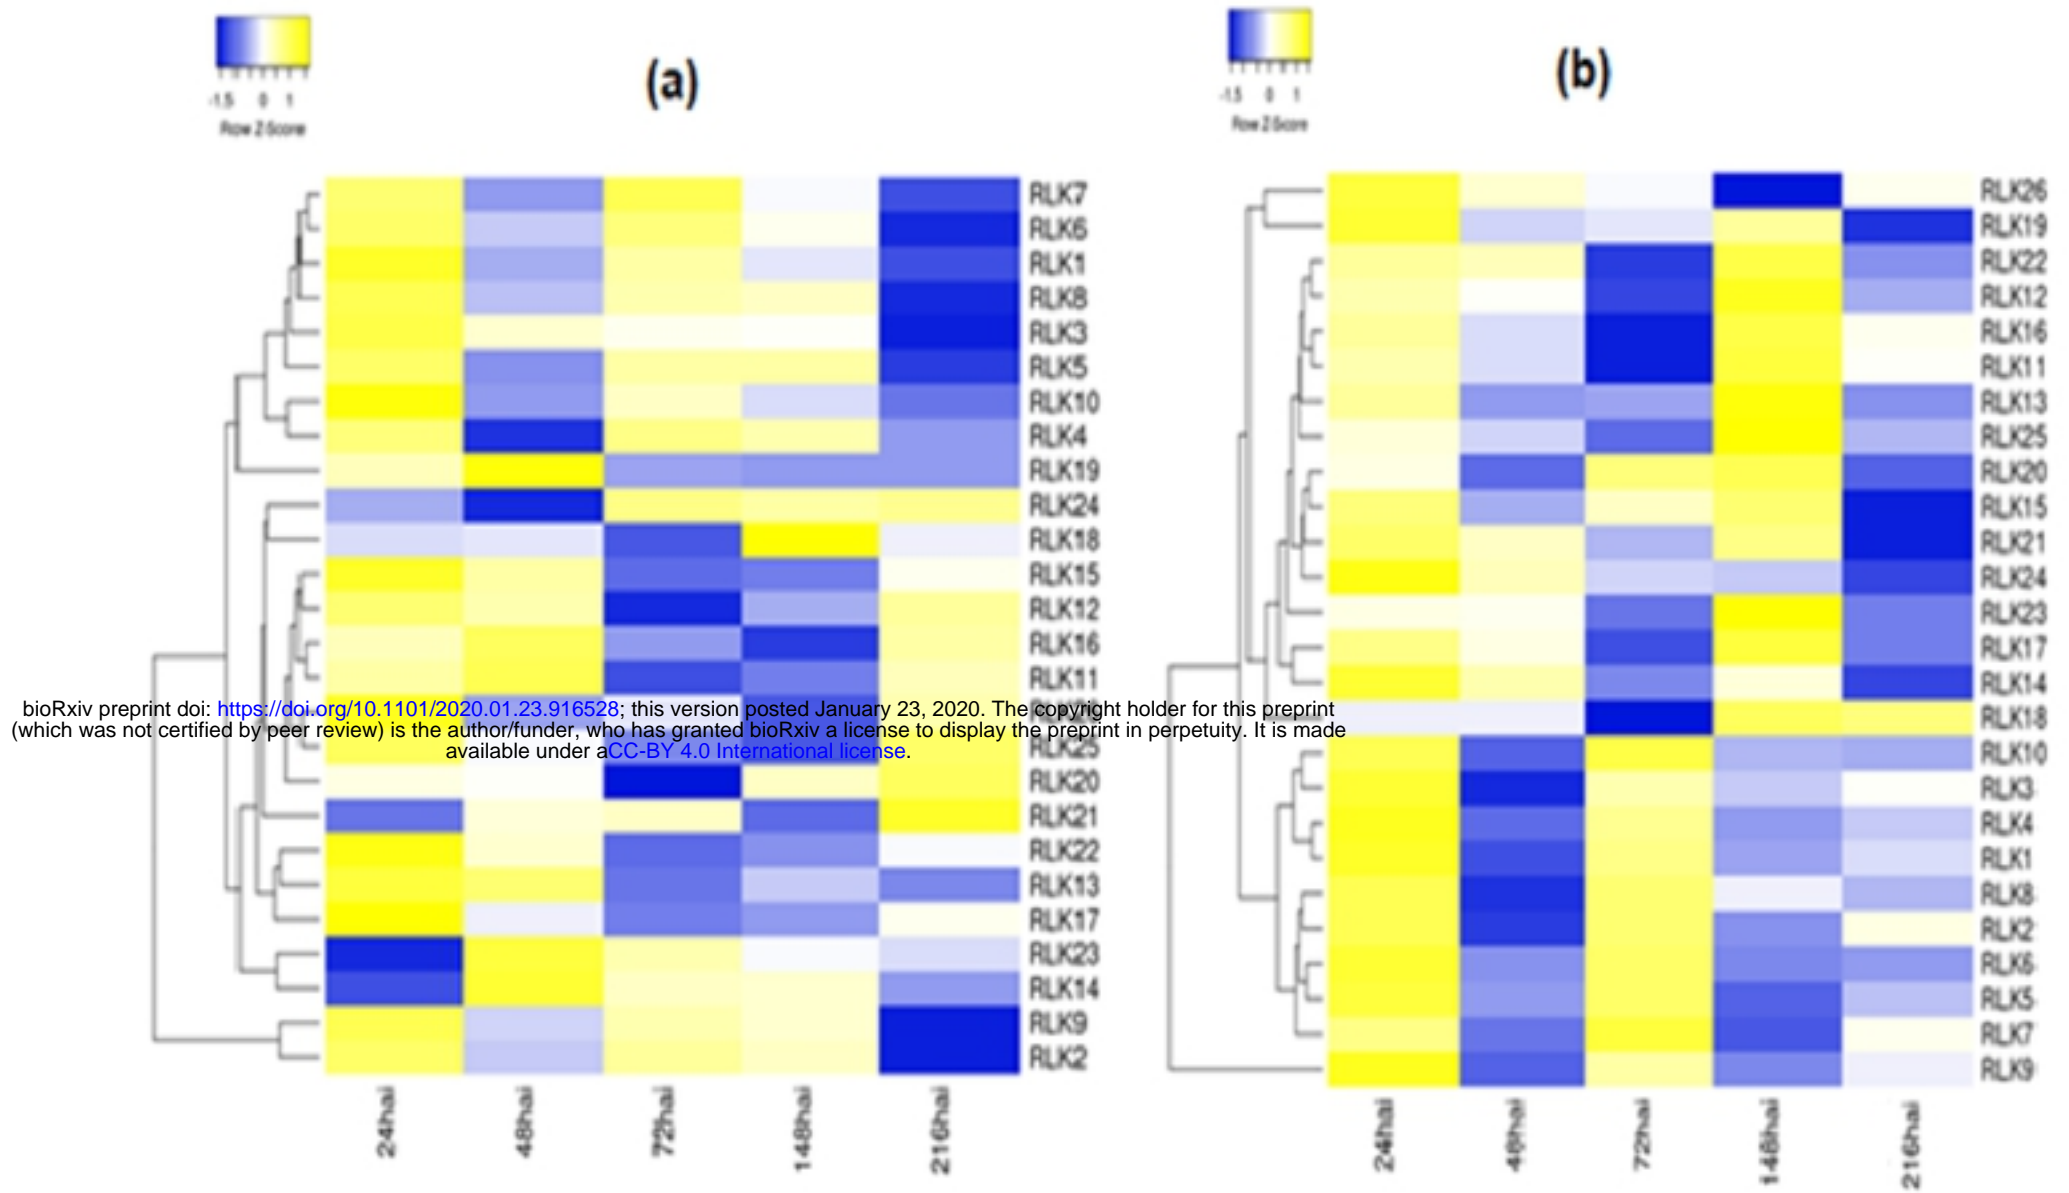 (a)
(b)
-1.5 0 1
Row Z-Score
-1.5 0 1
Row Z-Score
RLK7
RLK6
RLK1
RLK8
RLK3
RLK5
RLK10
RLK4
RLK19
RLK24
RLK18
RLK15
RLK12
RLK16
RLK11
RLK25
RLK20
RLK21
RLK22
RLK13
RLK17
RLK23
RLK14
RLK9
RLK2
24hai
48hai
72hai
148hai
216hai
RLK26
RLK19
RLK22
RLK12
RLK16
RLK11
RLK13
RLK25
RLK20
RLK15
RLK21
RLK24
RLK23
RLK17
RLK14
RLK18
RLK10
RLK3
RLK4
RLK1
RLK8
RLK2
RLK6
RLK5
RLK7
RLK9
24hai
48hai
72hai
148hai
216hai
bioRxiv preprint doi: https://doi.org/10.1101/2020.01.23.916528; this version posted January 23, 2020. The copyright holder for this preprint
(which was not certified by peer review) is the author/funder, who has granted bioRxiv a license to display the preprint in perpetuity. It is made
available under aCC-BY 4.0 International license.